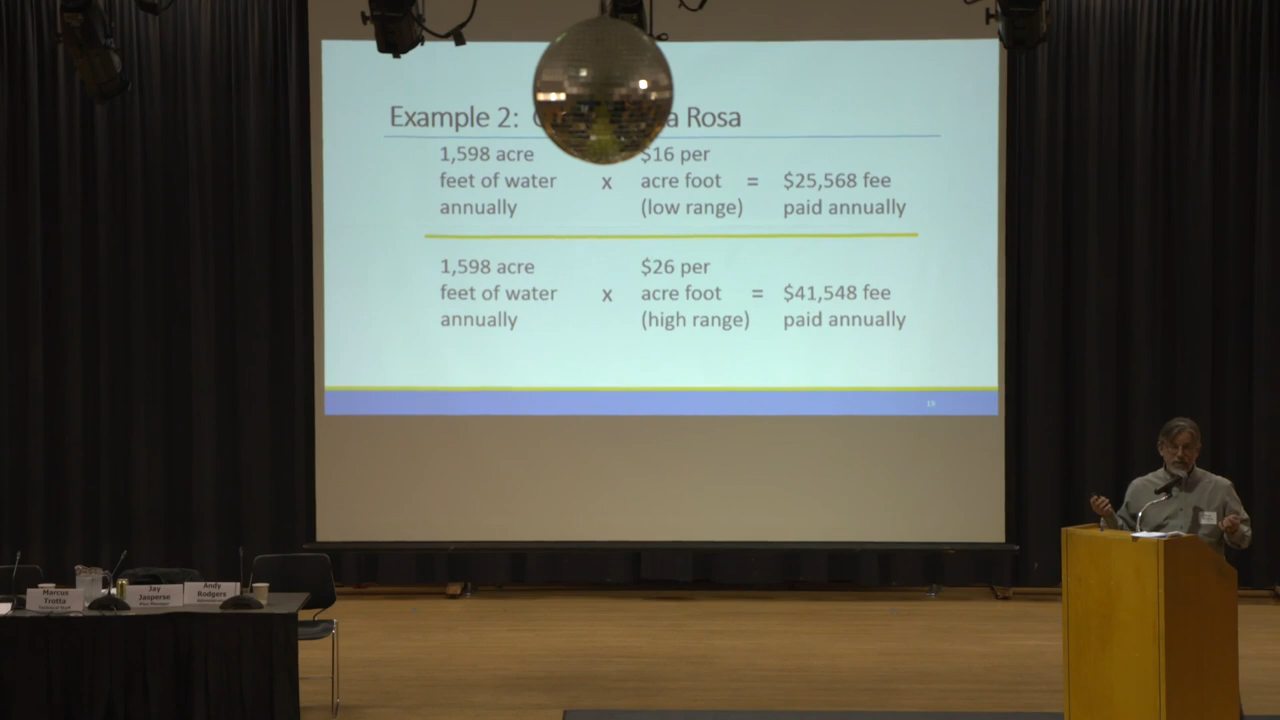 Example 2: a Rosa
1,598 acre
feet of water
annually
x
$16 per
acre foot
(low range)
=
$25,568 fee
paid annually
1,598 acre
feet of water
annually
x
$26 per
acre foot
(high range)
=
$41,548 fee
paid annually
19
Marcus
Trotta
Jay
Jasperse
Andy
Rodgers